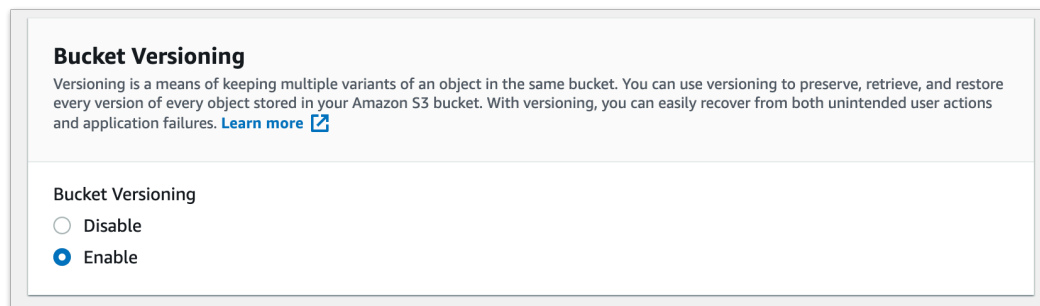 Bucket Versioning
Versioning is a means of keeping multiple variants of an object in the same bucket. You can use versioning to preserve, retrieve, and restore
every version of every object stored in your Amazon S3 bucket. With versioning, you can easily recover from both unintended user actions
and application failures. Learn more
Bucket Versioning
Disable
Enable